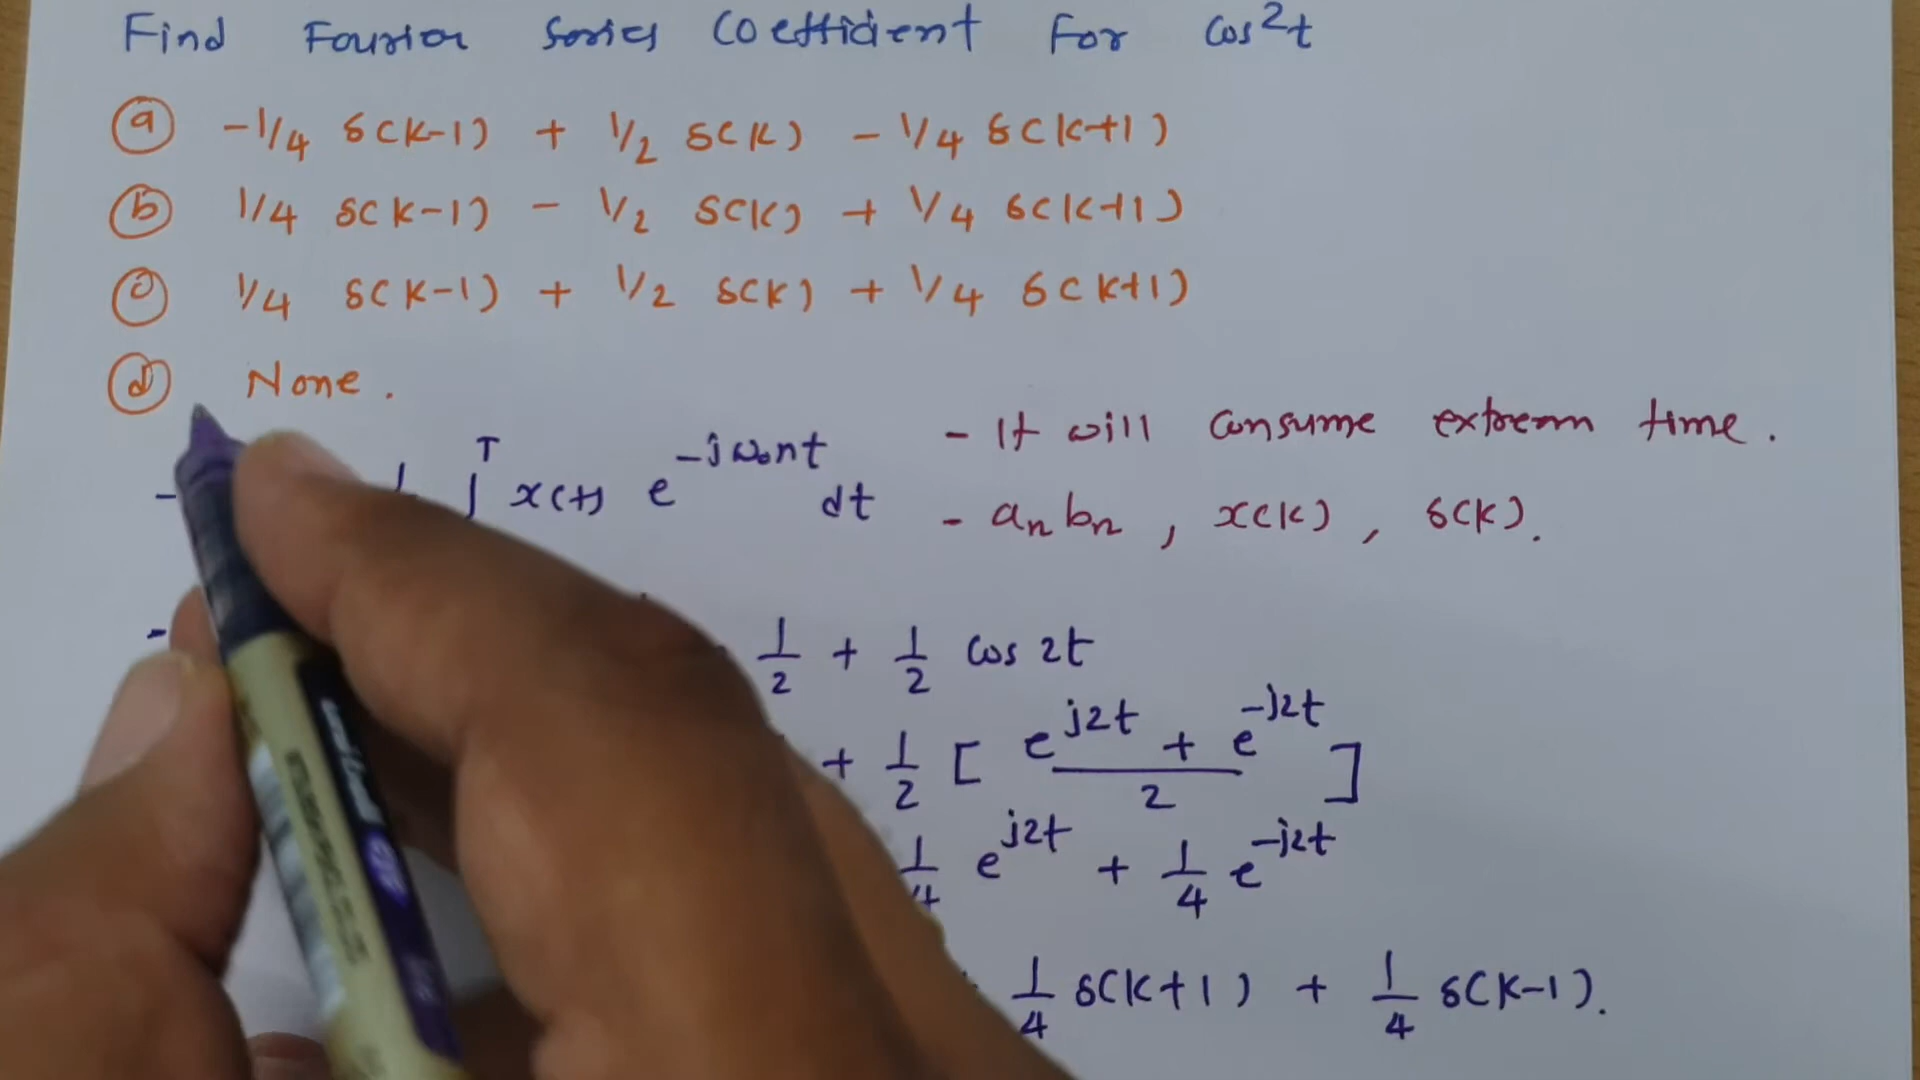 Find Fourier Series Coefficient For Cos²t
(a) -1/4 δ(k-1) + 1/2 δ(k) - 1/4 δ(k+1)
(b) 1/4 δ(k-1) - 1/2 δ(k) + 1/4 δ(k+1)
(c) 1/4 δ(k-1) + 1/2 δ(k) + 1/4 δ(k+1)
(d) None.
- ∫ᵀ x(t) e^{-jω₀nt} dt
- It will consume extrem time.
- aₙ bₙ, x(k), δ(k).
- 1/2 + 1/2 Cos 2t
+ 1/2 [ (e^{j2t} + e^{-j2t})/2 ]
1/4 e^{j2t} + 1/4 e^{-j2t}
1/4 δ(k+1) + 1/4 δ(k-1).